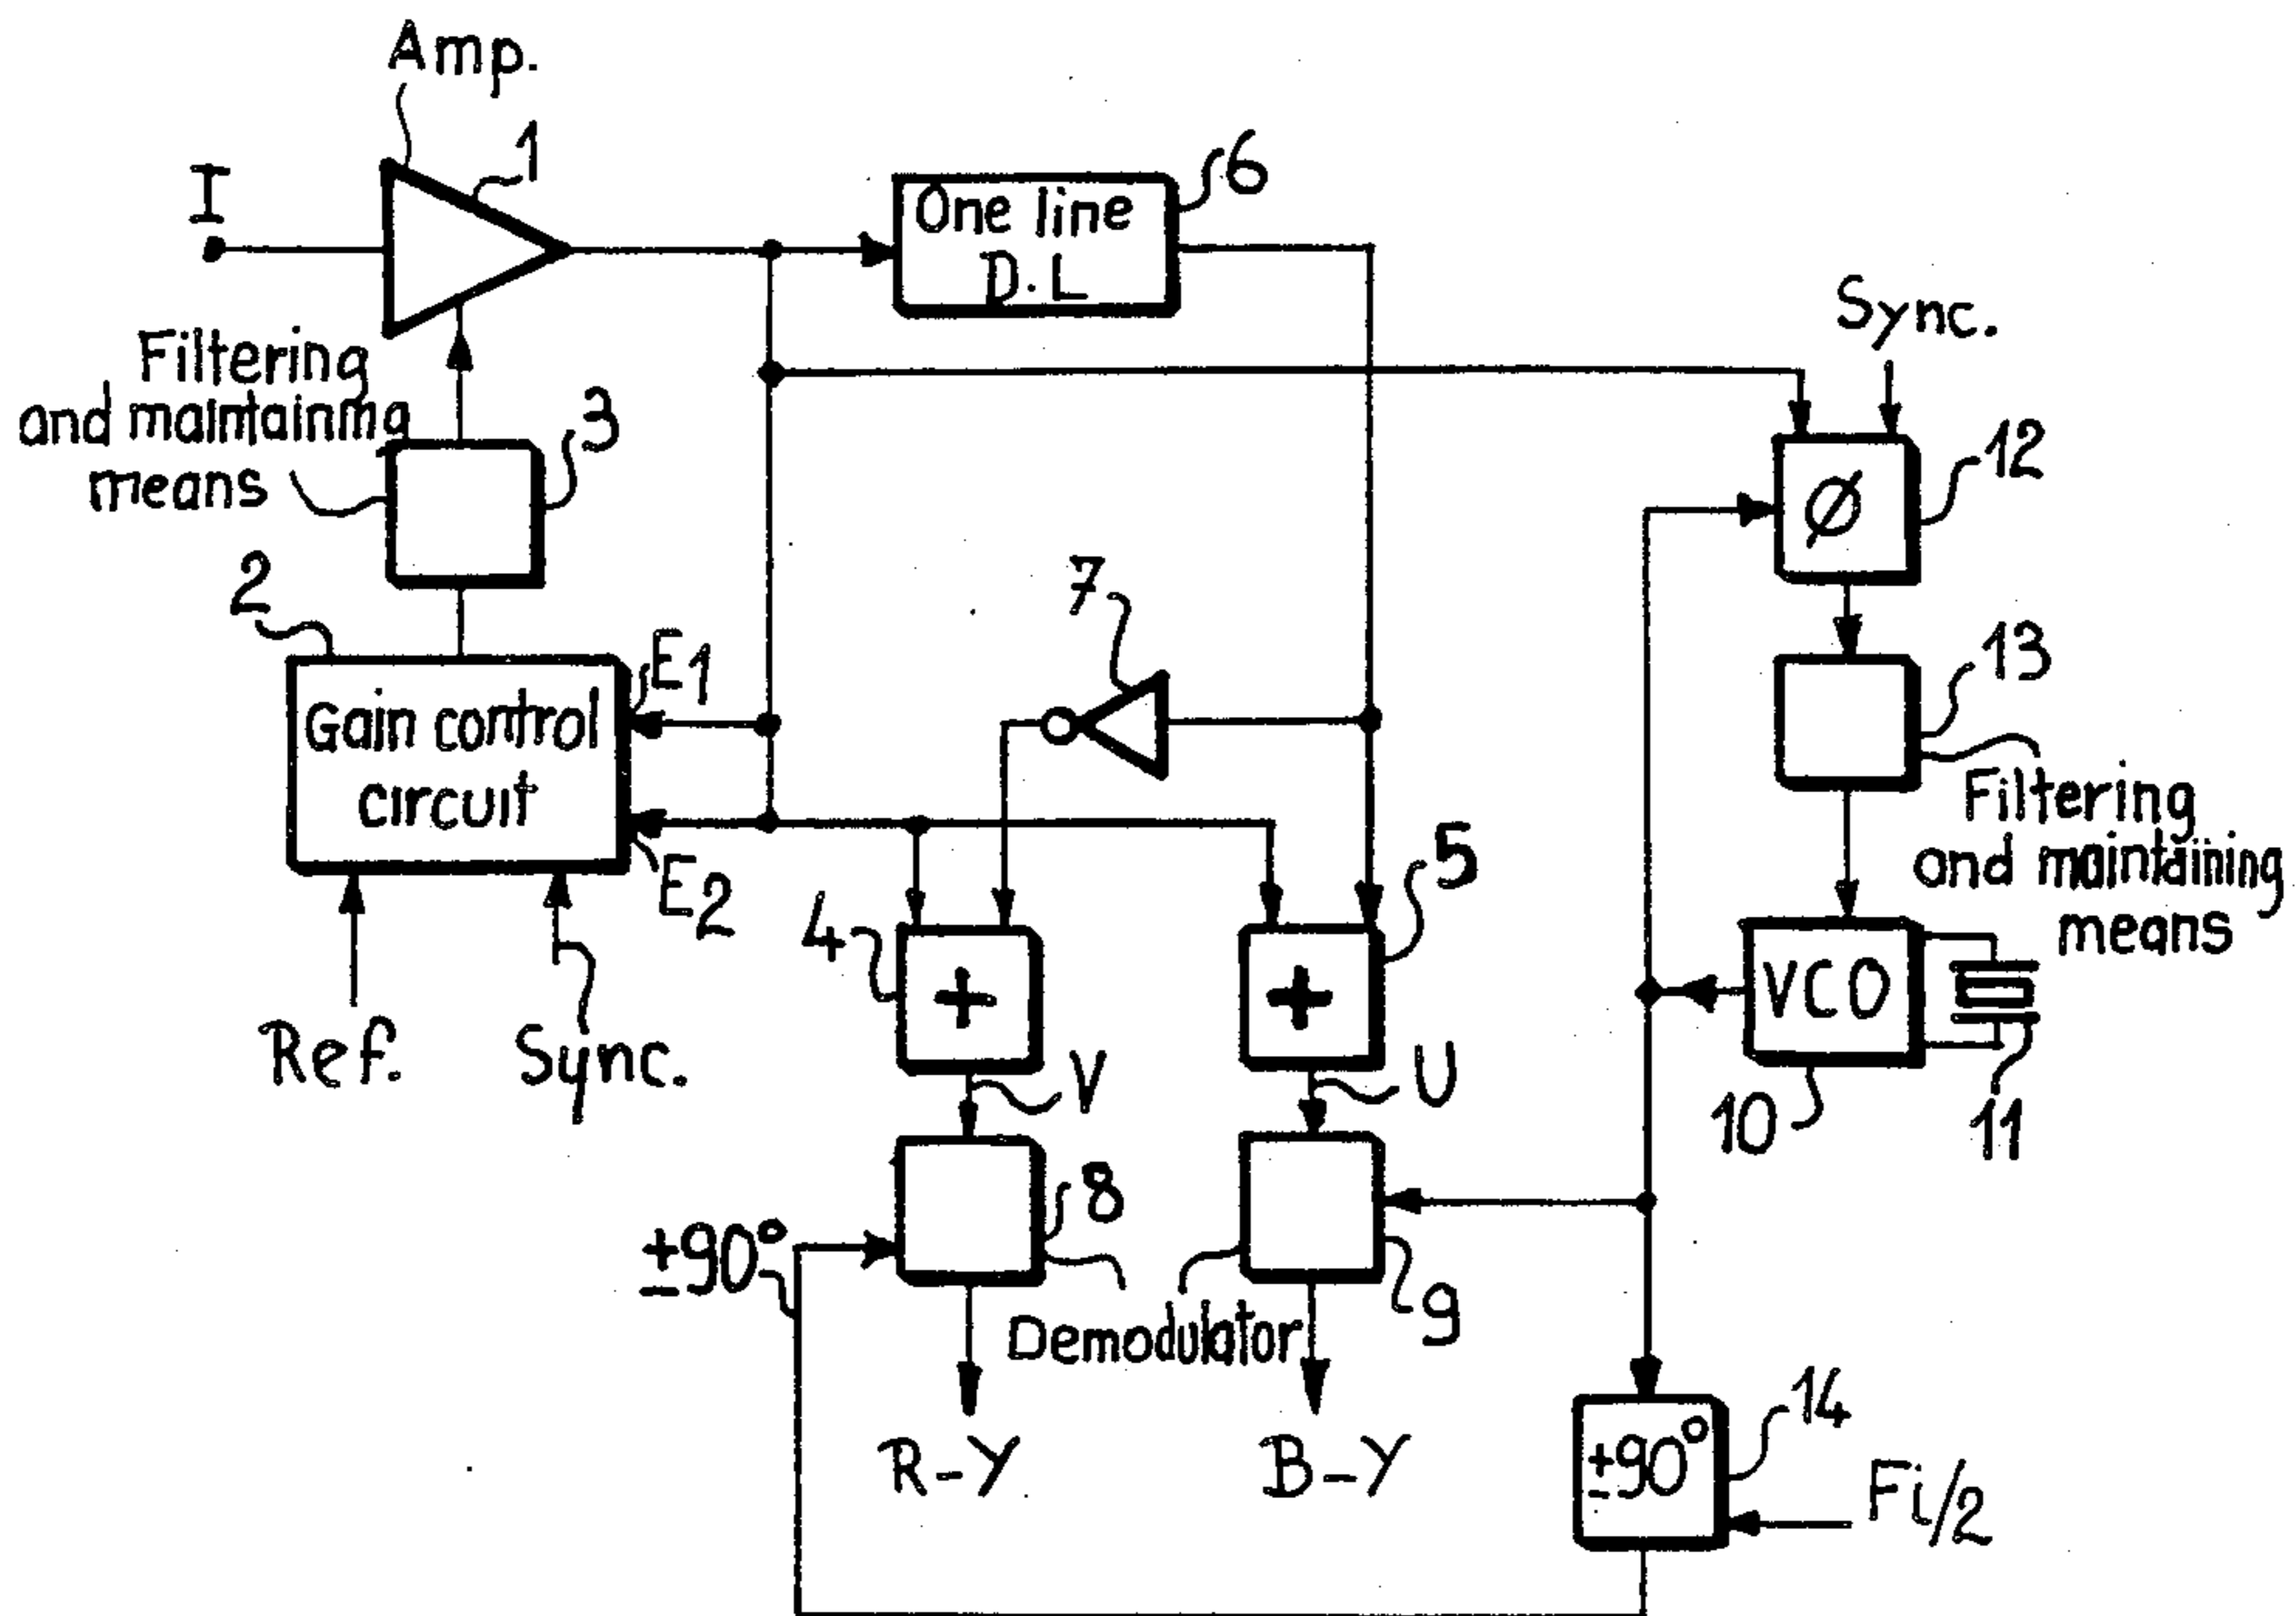 Amp.
1
I
One line
D.L
6
Sync.
Filtering
and maintaining
means
3
Ø
12
2
7
13
E1
Gain control
circuit
E2
Filtering
and maintaining
means
4
+
5
+
VCO
Ref.
Sync.
V
U
10
11
8
±90°
9
Demodulator
14
±90°
R-Y
B-Y
Fi/2